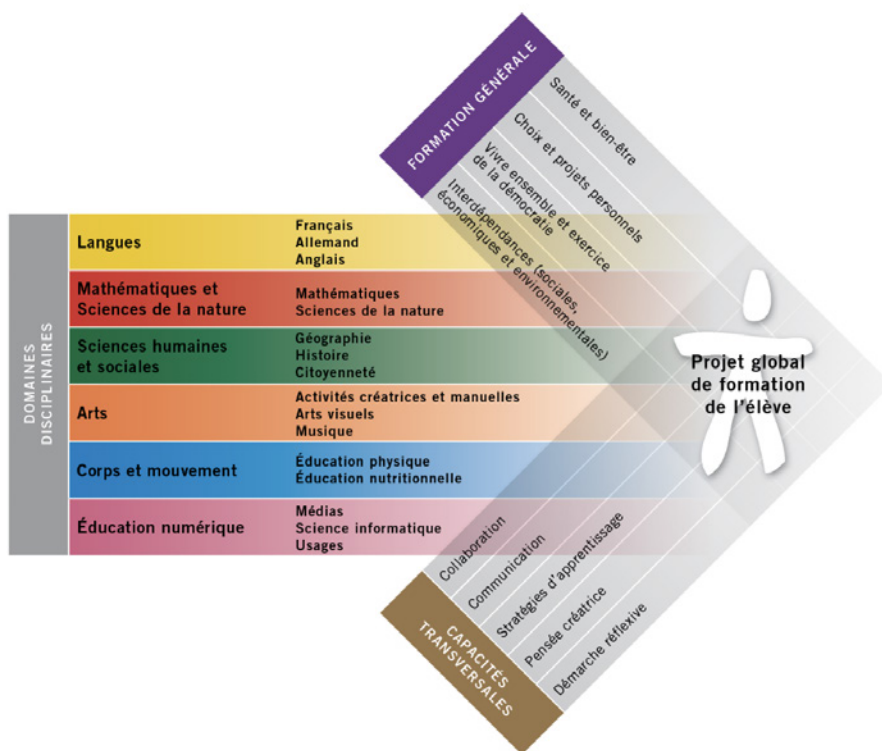 FORMATION GÉNÉRALE
Santé et bien-être
Choix et projets personnels
Vivre ensemble et exercice
de la démocratie
Interdépendances (sociales,
économiques et environnementales)
DOMAINES
DISCIPLINAIRES
Langues
Français
Allemand
Anglais
Mathématiques et
Sciences de la nature
Mathématiques
Sciences de la nature
Sciences humaines
et sociales
Géographie
Histoire
Citoyenneté
Arts
Activités créatrices et manuelles
Arts visuels
Musique
Corps et mouvement
Éducation physique
Éducation nutritionnelle
Éducation numérique
Médias
Science informatique
Usages
Projet global
de formation
de l'élève
Collaboration
Communication
Stratégies d'apprentissage
Pensée créatrice
Démarche réflexive
CAPACITÉS
TRANSVERSALES